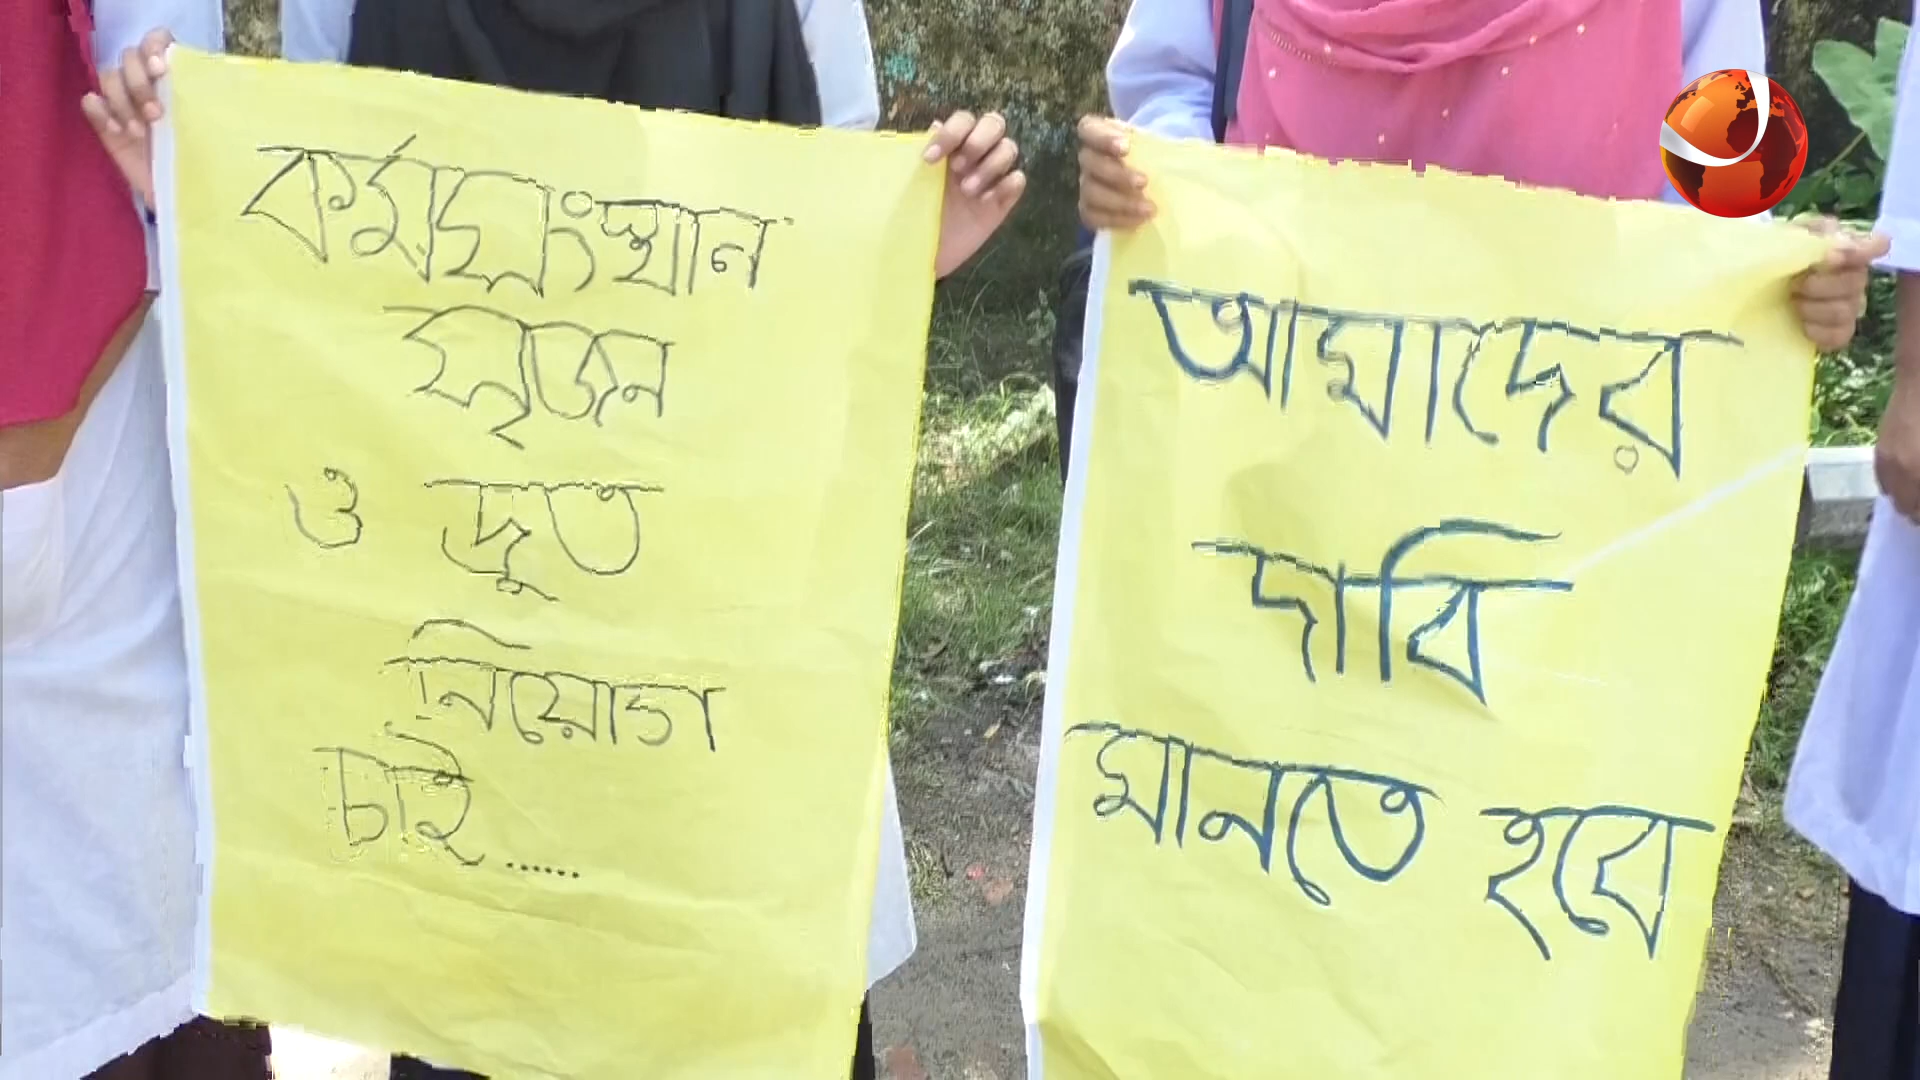 কর্মসংস্থান
সৃজন
ও দ্রুত
নিয়োগ
চাই......
আমাদের
দাবি
মানতে হবে